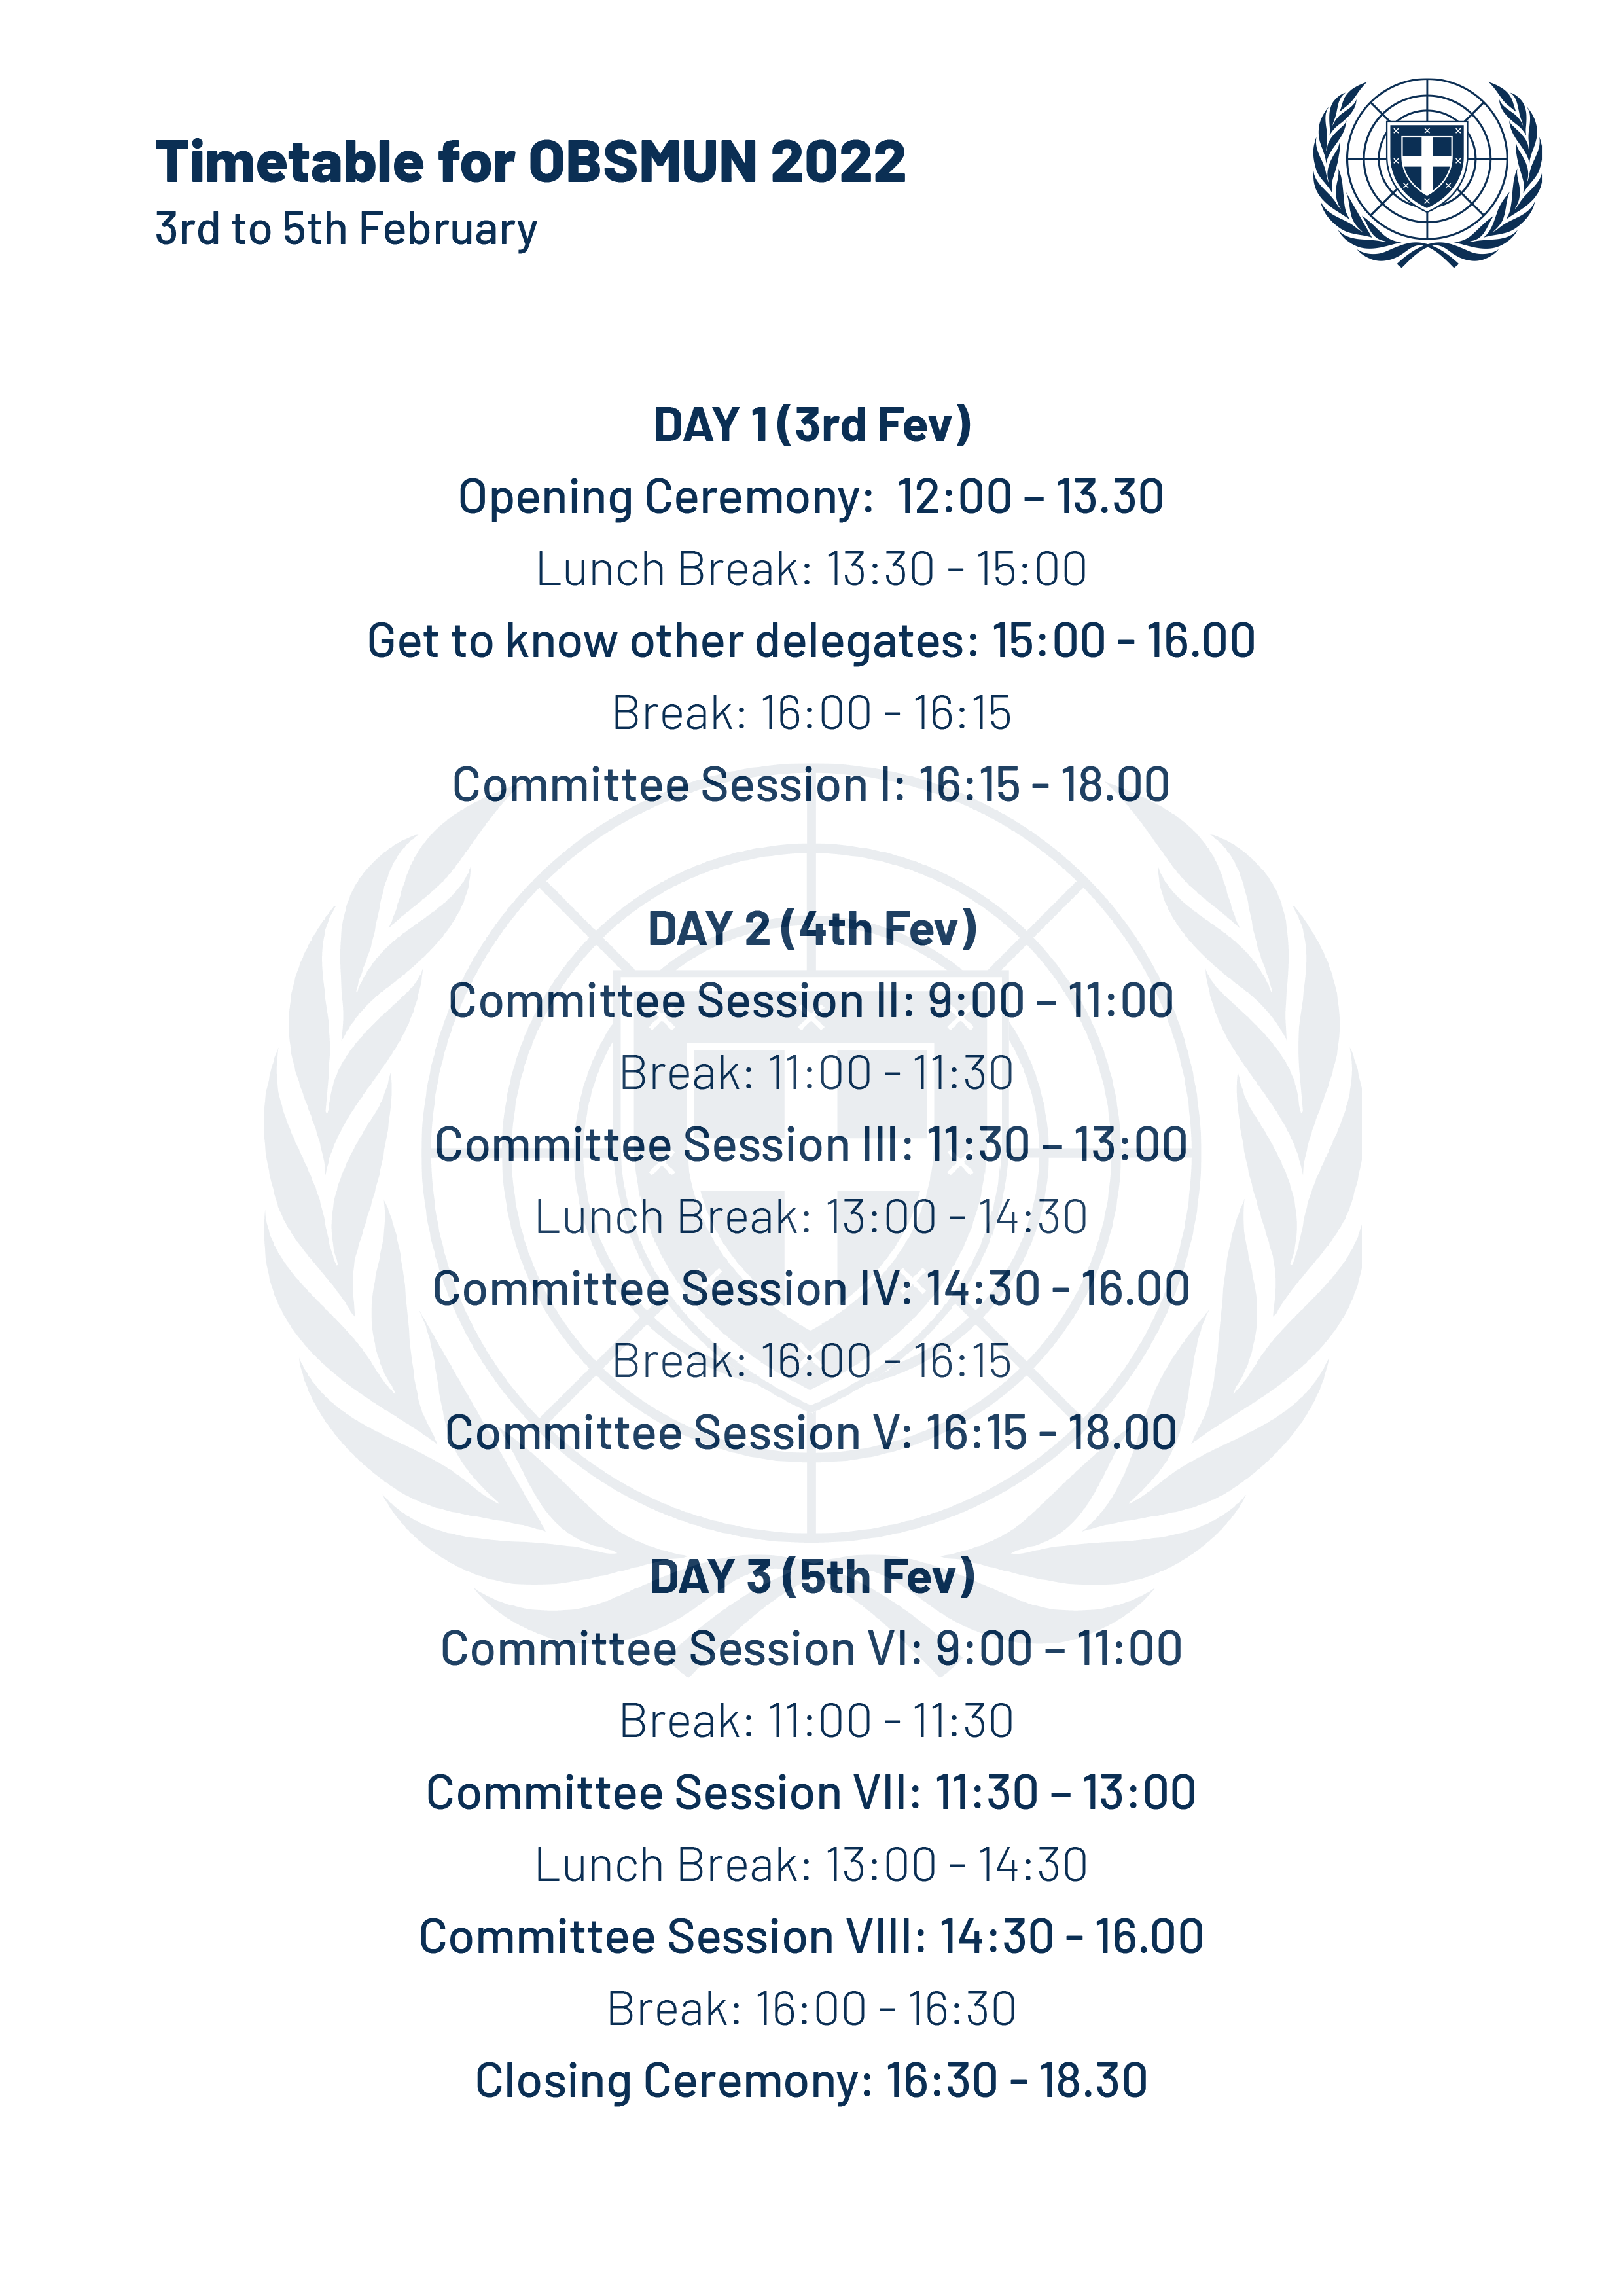 Timetable for OBSMUN 2022
3rd to 5th February
DAY 1 (3rd Fev)
Opening Ceremony:  12:00 – 13.30
Lunch Break: 13:30 - 15:00
Get to know other delegates: 15:00 - 16.00
Break: 16:00 - 16:15
Committee Session I: 16:15 - 18.00
DAY 2 (4th Fev)
Committee Session II: 9:00 – 11:00
Break: 11:00 - 11:30
Committee Session III: 11:30 – 13:00
Lunch Break: 13:00 - 14:30
Committee Session IV: 14:30 - 16.00
Break: 16:00 - 16:15
Committee Session V: 16:15 - 18.00
DAY 3 (5th Fev)
Committee Session VI: 9:00 – 11:00
Break: 11:00 - 11:30
Committee Session VII: 11:30 – 13:00
Lunch Break: 13:00 - 14:30
Committee Session VIII: 14:30 - 16.00
Break: 16:00 - 16:30
Closing Ceremony: 16:30 - 18.30